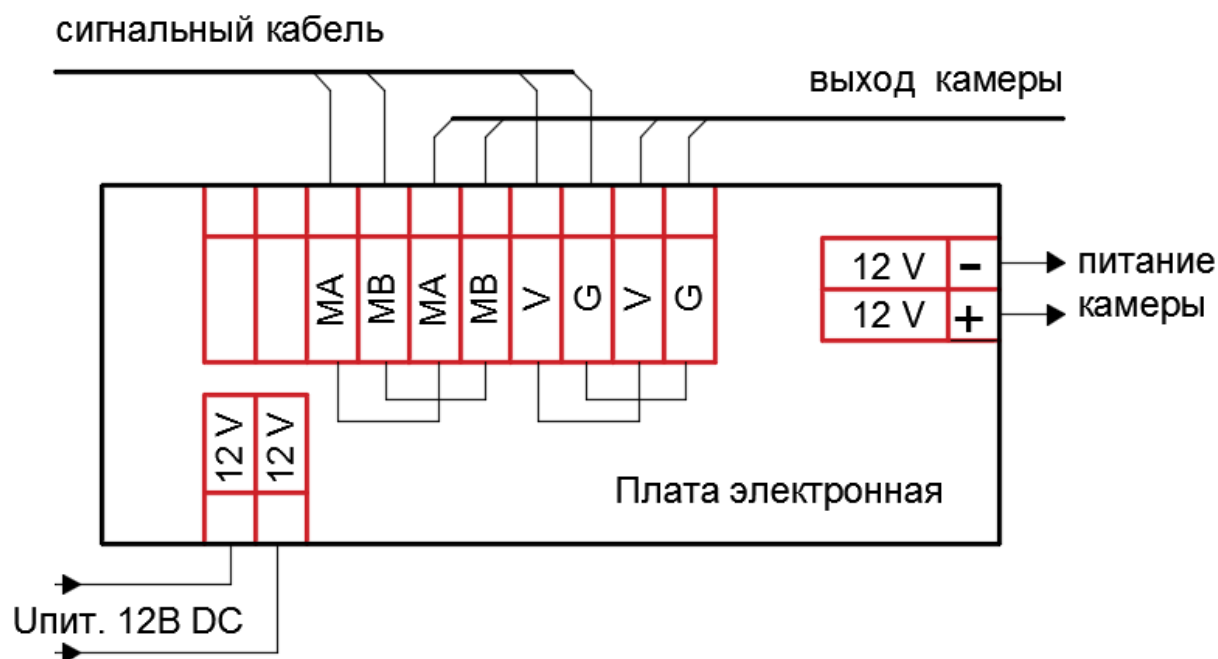 сигнальный кабель
выход камеры
MA MB MA MB V G V G
12 V -
12 V +
питание
камеры
12 V 12 V
Плата электронная
Uпит. 12В DC